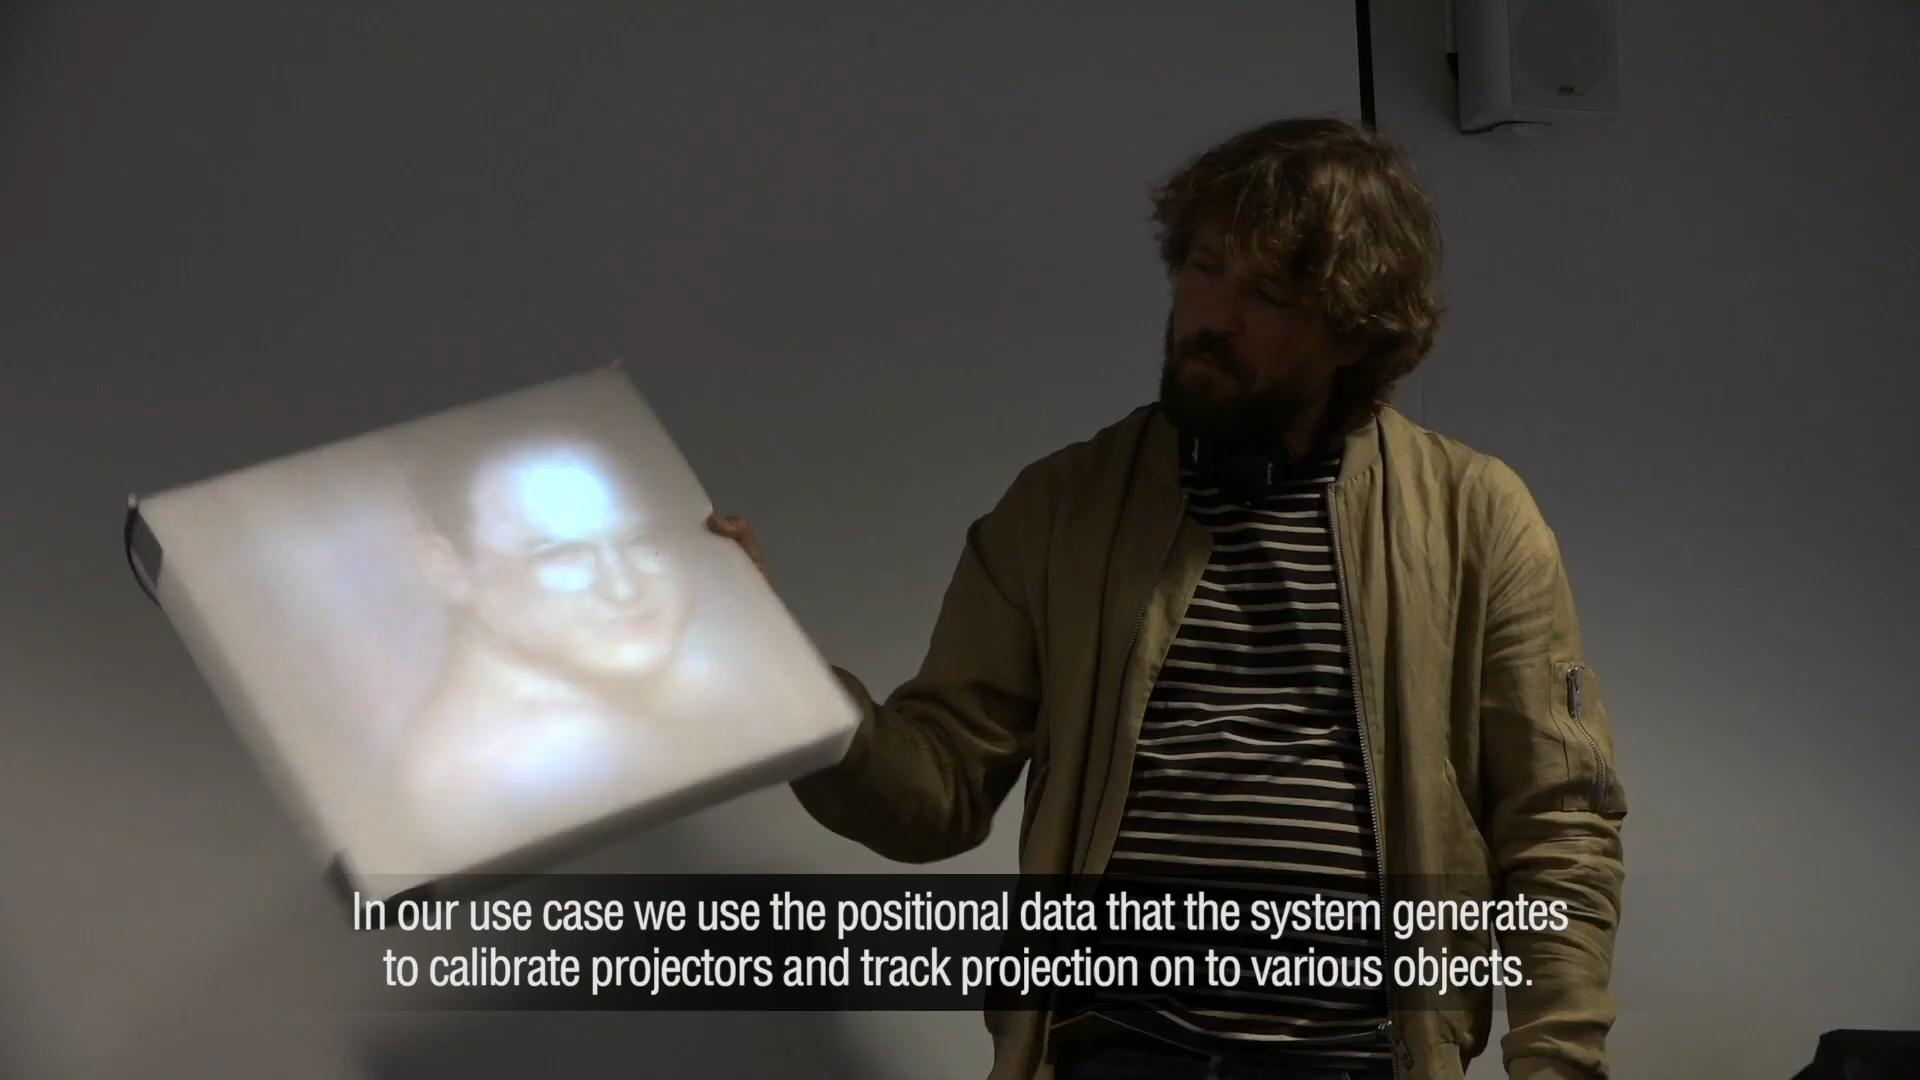 In our use case we use the positional data that the system generates
to calibrate projectors and track projection on to various objects.